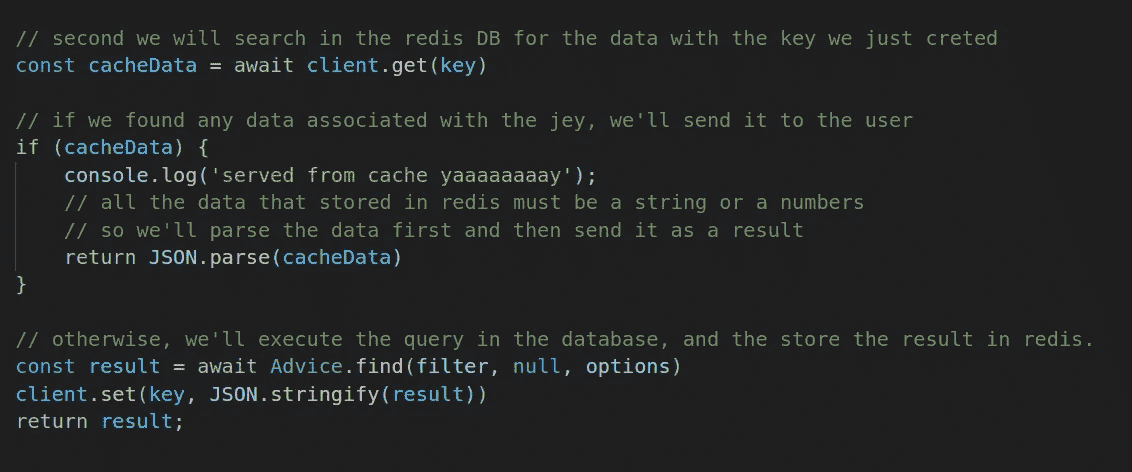 // second we will search in the redis DB for the data with the key we just creted
const cacheData = await client.get(key)
// if we found any data associated with the jey, we'll send it to the user
if (cacheData) {
console.log('served from cache yaaaaaaaay');
// all the data that stored in redis must be a string or a numbers
// so we'll parse the data first and then send it as a result
return JSON.parse(cacheData)
}
// otherwise, we'll execute the query in the database, and the store the result in redis.
const result = await Advice.find(filter, null, options)
client.set(key, JSON.stringify(result))
return result;